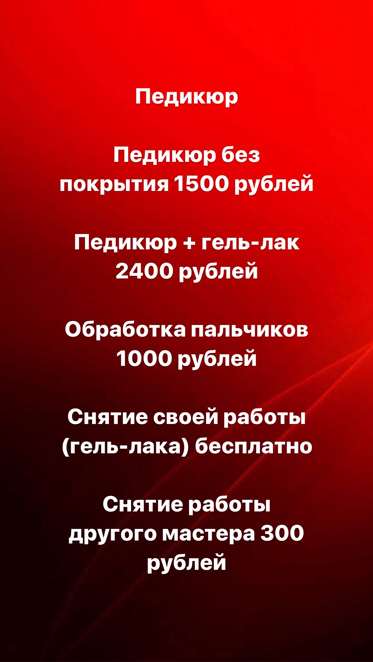 Педикюр
Педикюр без
покрытия 1500 рублей
Педикюр + гель-лак
2400 рублей
Обработка пальчиков
1000 рублей
Снятие своей работы
(гель-лака) бесплатно
Снятие работы
другого мастера 300
рублей